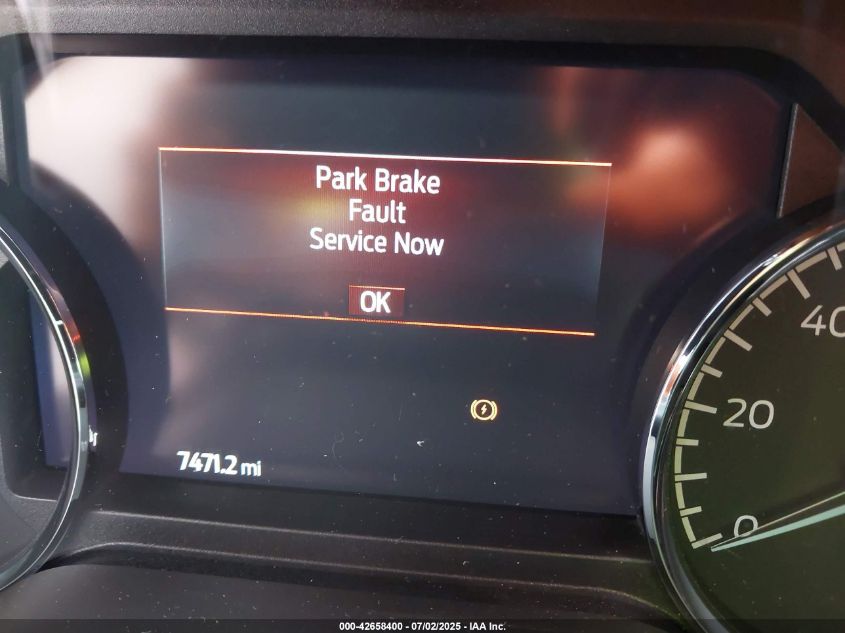 Park Brake
Fault
Service Now
OK
40
20
0
7471.2 mi
000-42658400 - 07/02/2025 - IAA Inc.